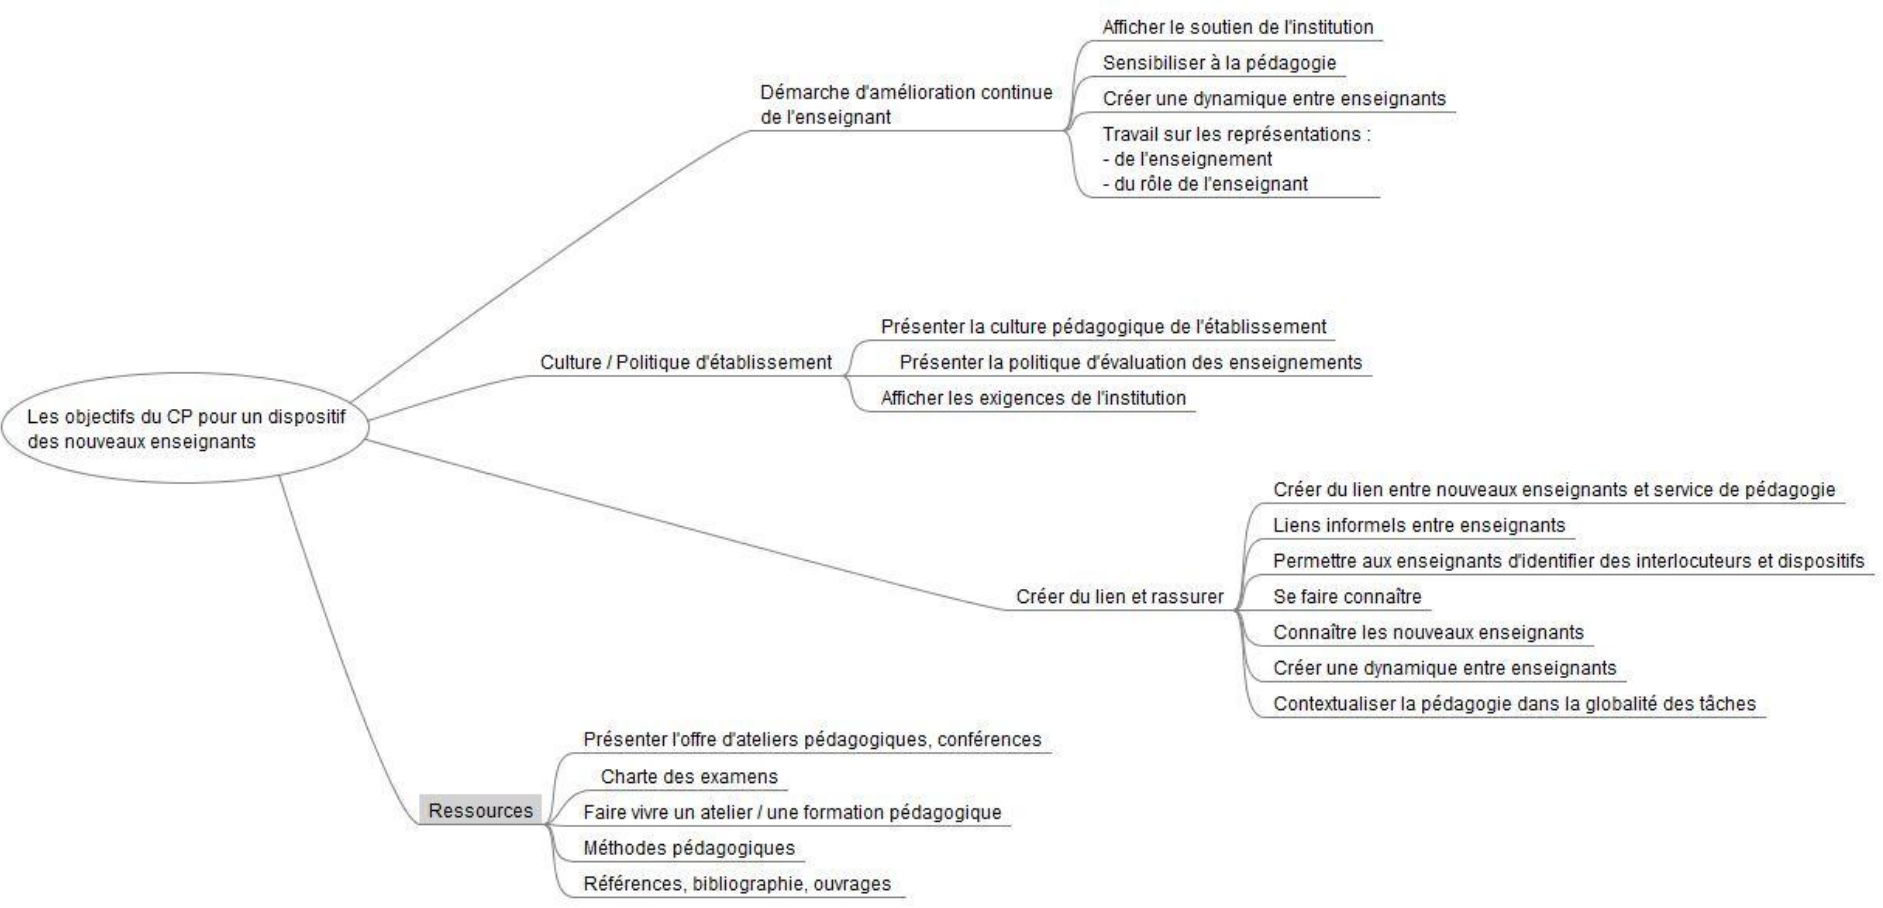 Les objectifs du CP pour un dispositif
des nouveaux enseignants
Démarche d'amélioration continue
de l'enseignant
Afficher le soutien de l'institution
Sensibiliser à la pédagogie
Créer une dynamique entre enseignants
Travail sur les représentations :
- de l'enseignement
- du rôle de l'enseignant
Culture / Politique d'établissement
Présenter la culture pédagogique de l'établissement
Présenter la politique d'évaluation des enseignements
Afficher les exigences de l'institution
Créer du lien et rassurer
Créer du lien entre nouveaux enseignants et service de pédagogie
Liens informels entre enseignants
Permettre aux enseignants d'identifier des interlocuteurs et dispositifs
Se faire connaître
Connaître les nouveaux enseignants
Créer une dynamique entre enseignants
Contextualiser la pédagogie dans la globalité des tâches
Ressources
Présenter l'offre d'ateliers pédagogiques, conférences
Charte des examens
Faire vivre un atelier / une formation pédagogique
Méthodes pédagogiques
Références, bibliographie, ouvrages